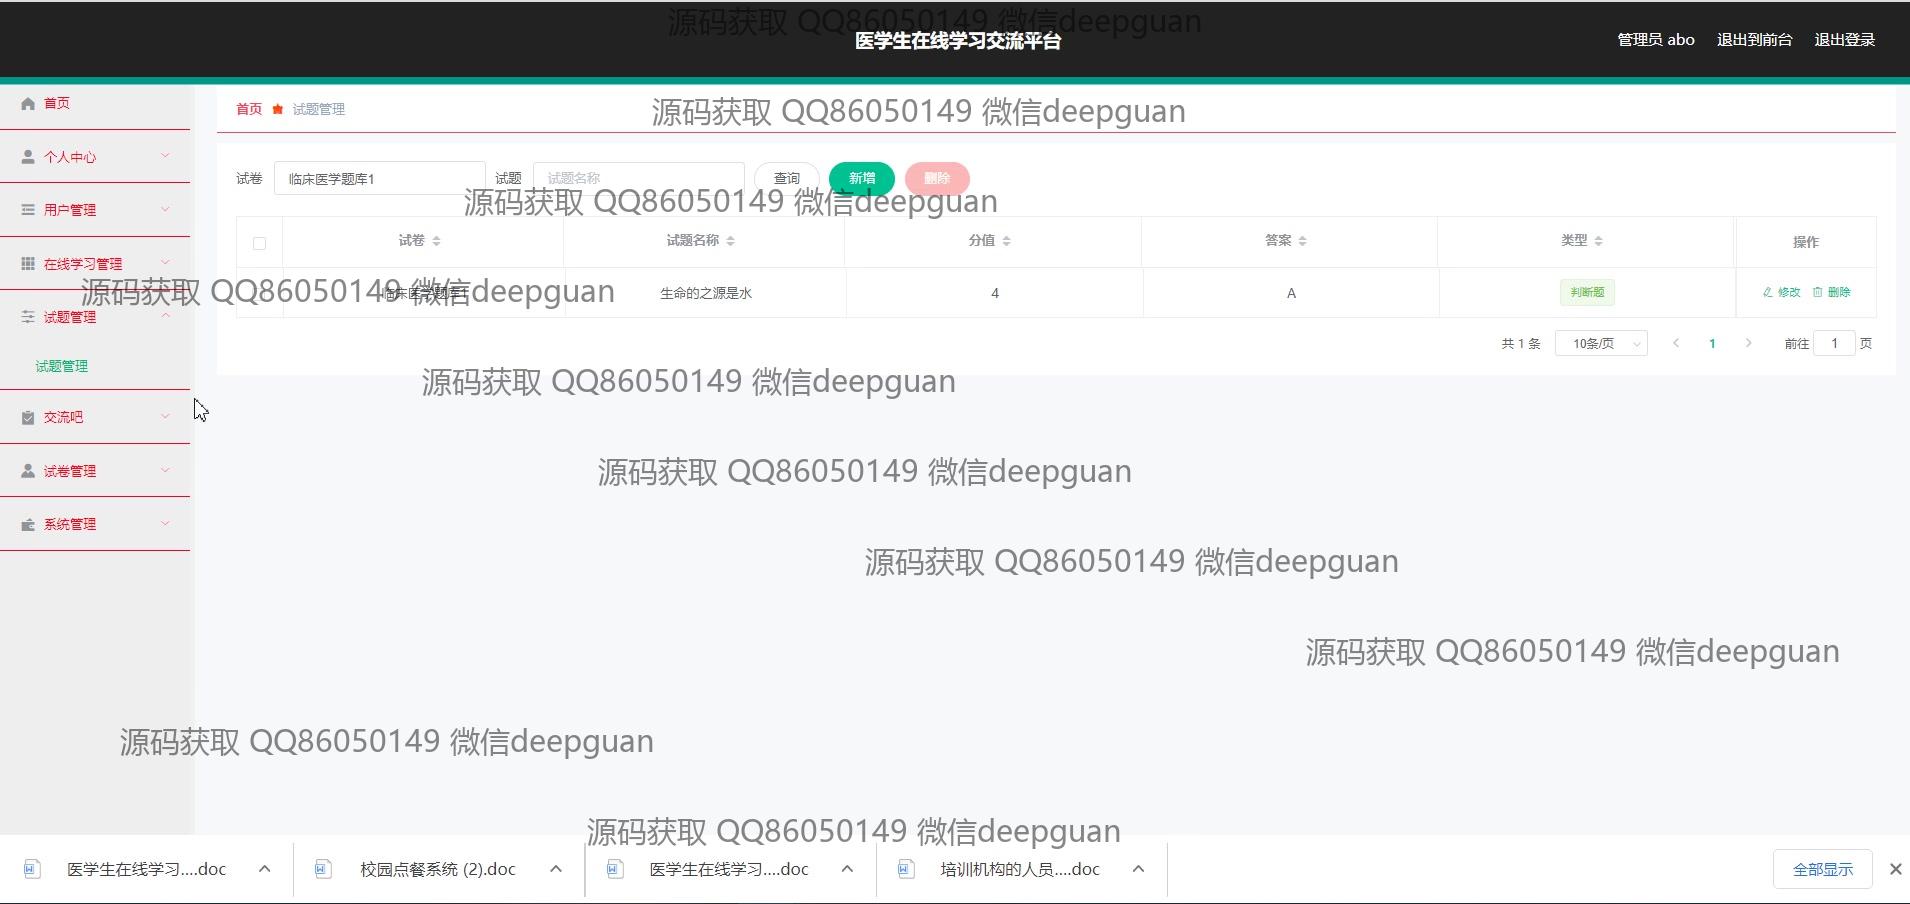 源码获取 QQ86050149 微信deepguan
医学生在线学习交流平台
管理员 abo 退出到前台 退出登录
首页
个人中心
用户管理
在线学习管理
试题管理
试题管理
交流吧
试卷管理
系统管理
首页 试题管理
源码获取 QQ86050149 微信deepguan
试卷 临床医学题库1 试题 试题名称 查询 新增 删除
源码获取 QQ86050149 微信deepguan
试卷 试题名称 分值 答案 类型 操作
源码获取 QQ86050149 微信deepguan
临床医学题库1 生命的之源是水 4 A 判断题 修改 删除
共 1 条 10条/页 1 前往 1 页
源码获取 QQ86050149 微信deepguan
源码获取 QQ86050149 微信deepguan
源码获取 QQ86050149 微信deepguan
源码获取 QQ86050149 微信deepguan
源码获取 QQ86050149 微信deepguan
源码获取 QQ86050149 微信deepguan
医学生在线学习....doc 校园点餐系统 (2).doc 医学生在线学习....doc 培训机构的人员....doc 全部显示